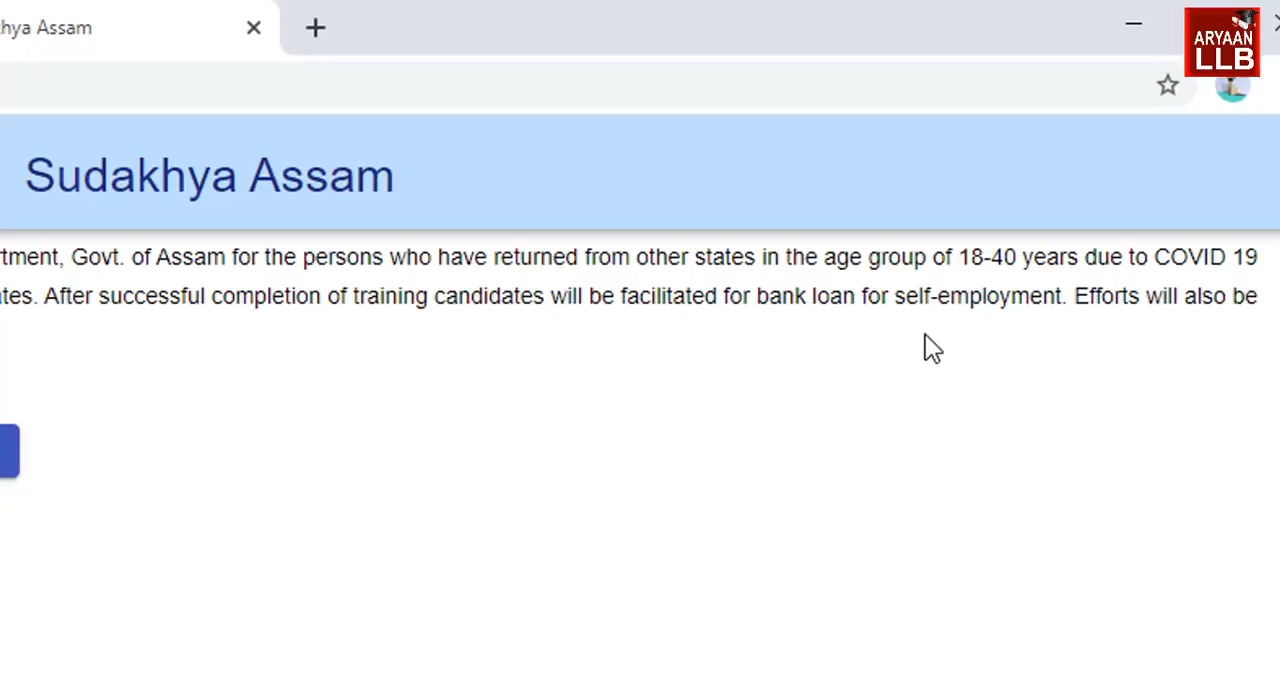 hya Assam
ARYAAN
LLB
Sudakhya Assam
tment, Govt. of Assam for the persons who have returned from other states in the age group of 18-40 years due to COVID 19
tes. After successful completion of training candidates will be facilitated for bank loan for self-employment. Efforts will also be